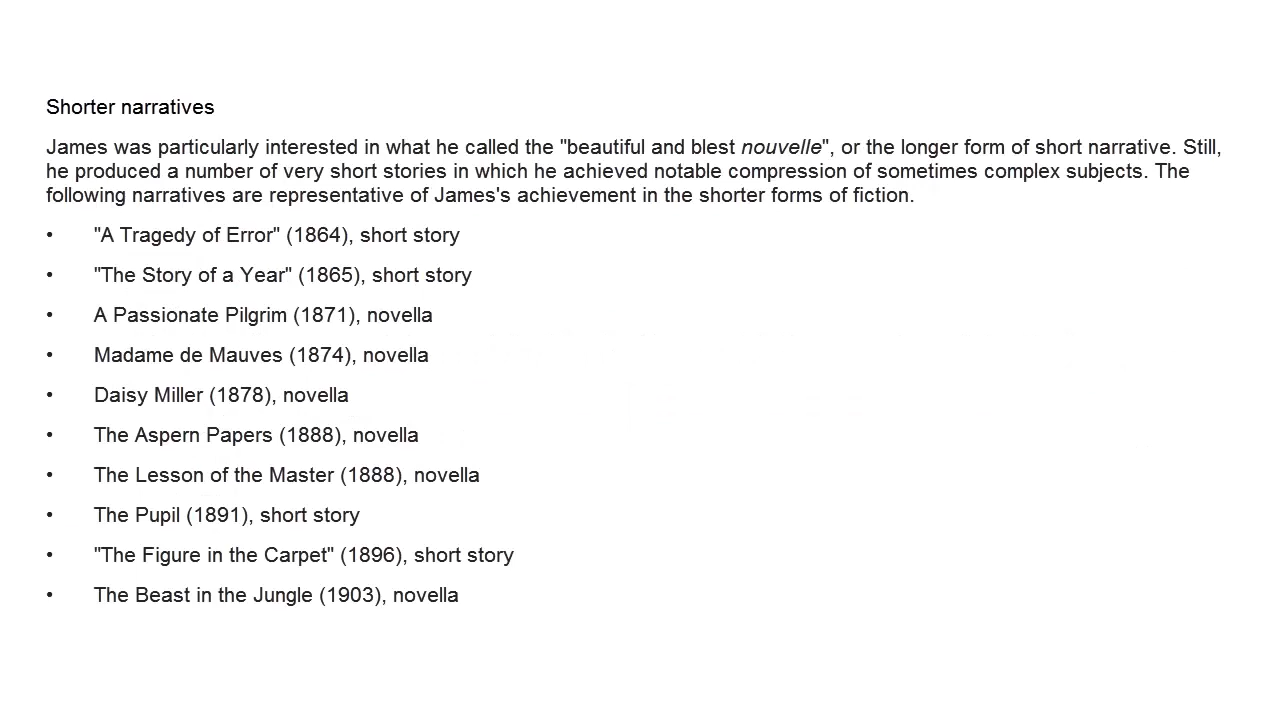 Shorter narratives
James was particularly interested in what he called the "beautiful and blest nouvelle", or the longer form of short narrative. Still,
he produced a number of very short stories in which he achieved notable compression of sometimes complex subjects. The
following narratives are representative of James's achievement in the shorter forms of fiction.
• "A Tragedy of Error" (1864), short story
• "The Story of a Year" (1865), short story
• A Passionate Pilgrim (1871), novella
• Madame de Mauves (1874), novella
• Daisy Miller (1878), novella
• The Aspern Papers (1888), novella
• The Lesson of the Master (1888), novella
• The Pupil (1891), short story
• "The Figure in the Carpet" (1896), short story
• The Beast in the Jungle (1903), novella